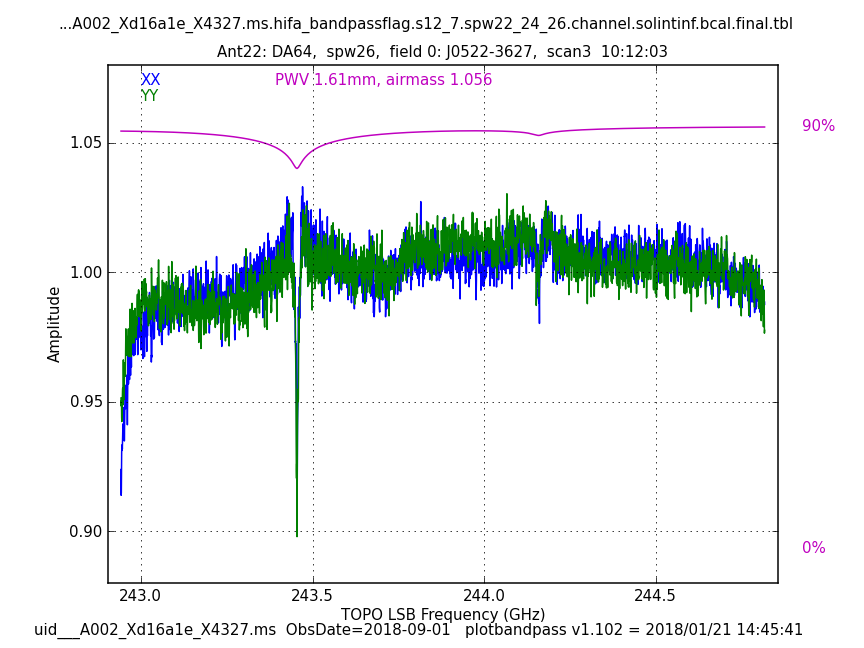 ...A002_Xd16a1e_X4327.ms.hifa_bandpassflag.s12_7.spw22_24_26.channel.solintinf.bcal.final.tbl
Ant22: DA64, spw26, field 0: J0522-3627, scan3 10:12:03
XX
PWV 1.61mm, airmass 1.056
YY
90%
1.05
1.00
0.95
0.90
Amplitude
0%
243.0
243.5
244.0
244.5
TOPO LSB Frequency (GHz)
uid___A002_Xd16a1e_X4327.ms ObsDate=2018-09-01 plotbandpass v1.102 = 2018/01/21 14:45:41